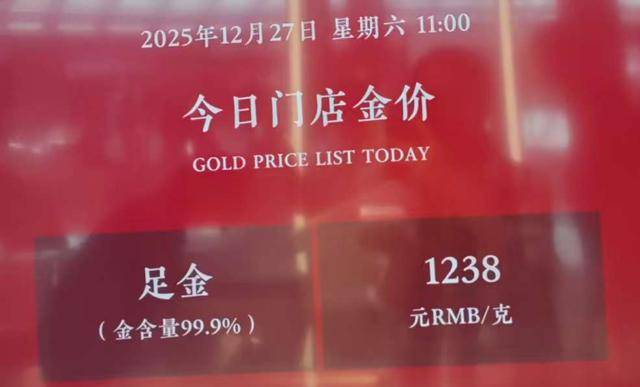 2025年12月27日 星期六 11:00
今日门店金价
GOLD PRICE LIST TODAY
足金
（金含量99.9%）
1238
元RMB/克